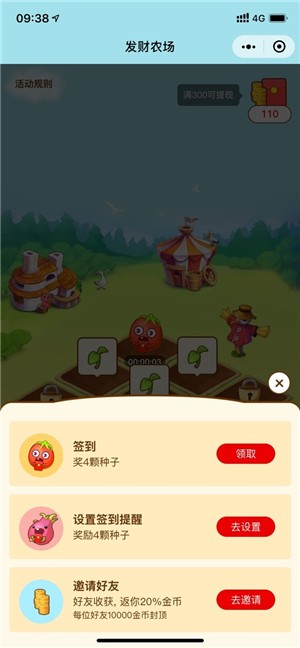 09:38
4G
发财农场
活动规则
满300可提现
110
00:00:03
签到
奖4颗种子
领取
设置签到提醒
奖励4颗种子
去设置
邀请好友
好友收获, 返你20%金币
每位好友10000金币封顶
去邀请